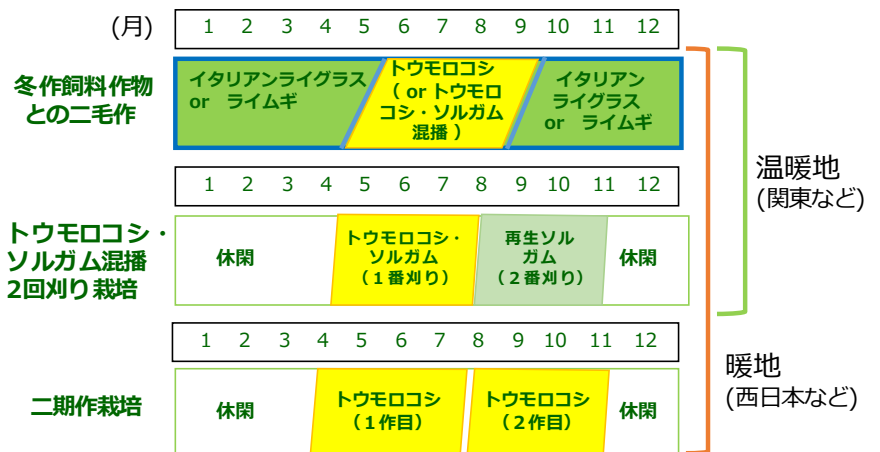 (月) 1 2 3 4 5 6 7 8 9 10 11 12
冬作飼料作物
との二毛作
イタリアンライグラス
or ライムギ
トウモロコシ
( or トウモロ
コシ・ソルガム
混播 )
イタリアン
ライグラス
or ライムギ
1 2 3 4 5 6 7 8 9 10 11 12
トウモロコシ・
ソルガム混播
2回刈り栽培
休閑
トウモロコシ・
ソルガム
(1番刈り)
再生ソル
ガム
(2番刈り)
休閑
1 2 3 4 5 6 7 8 9 10 11 12
二期作栽培
休閑
トウモロコシ
(1作目)
トウモロコシ
(2作目)
休閑
温暖地
(関東など)
暖地
(西日本など)